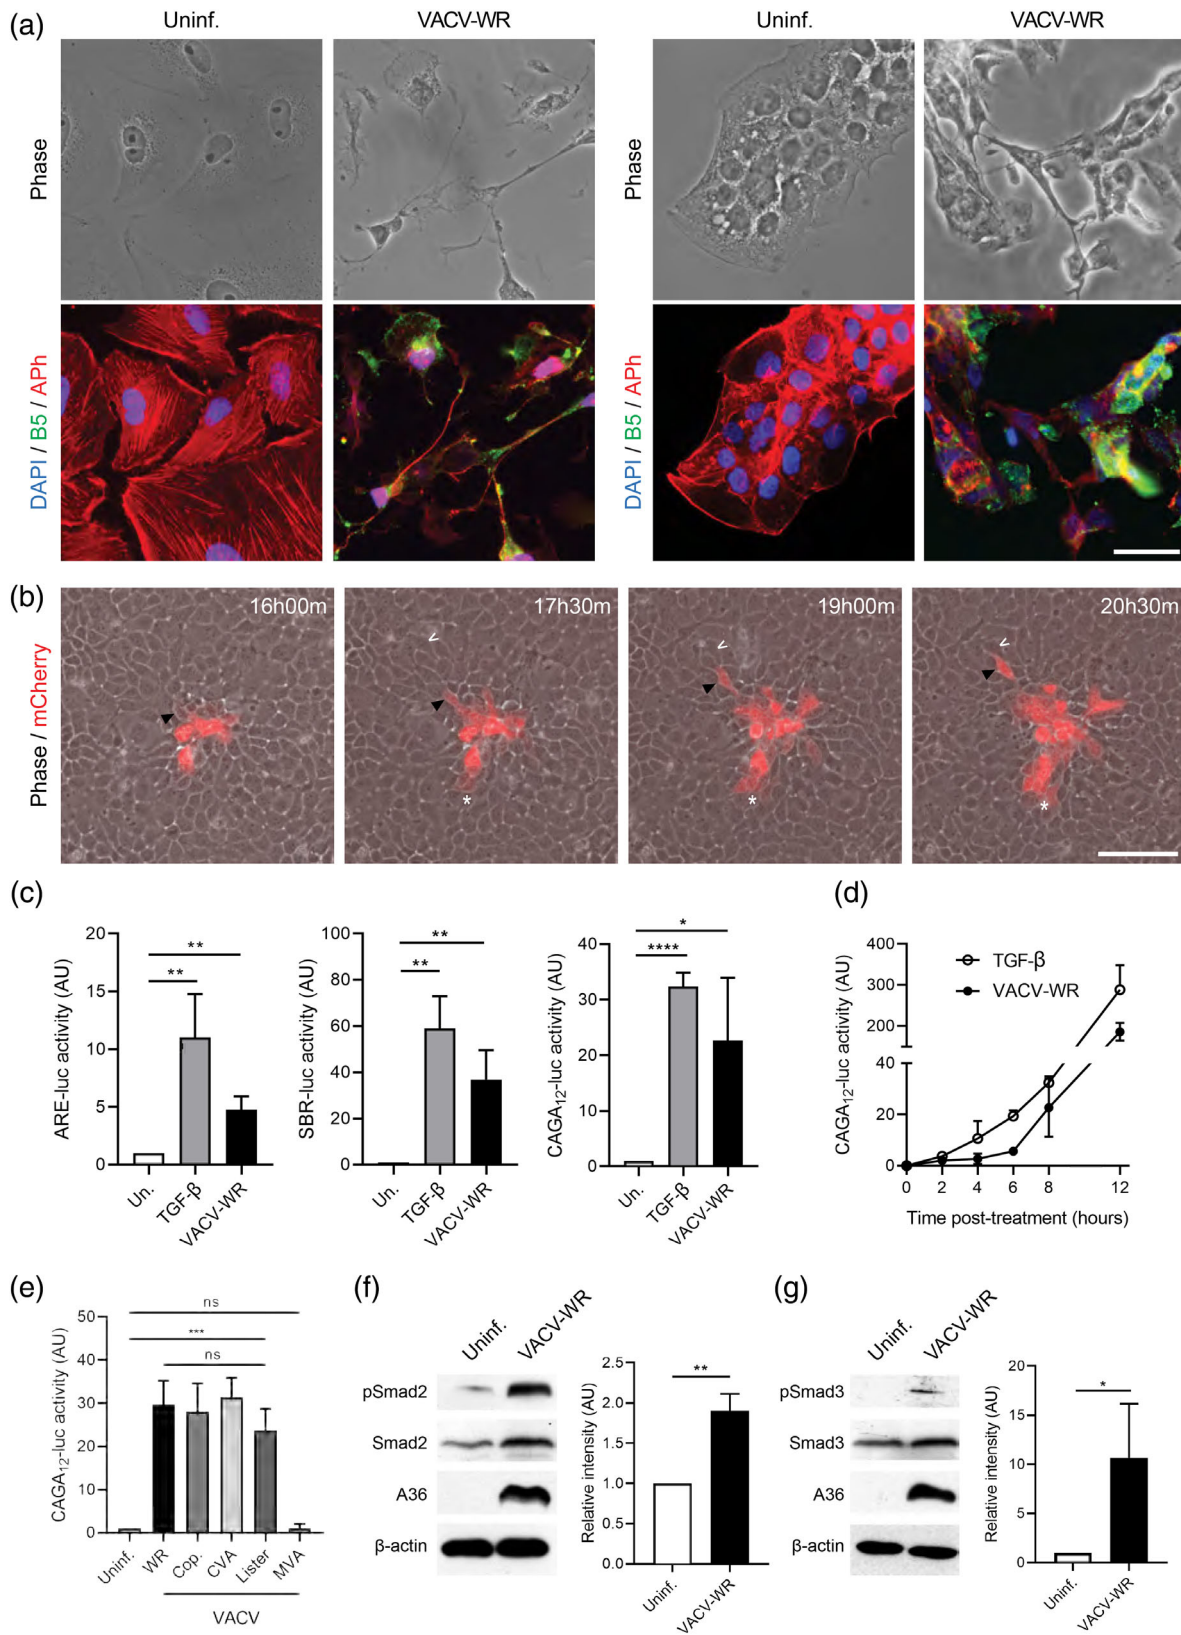 (a)
Uninf.
VACV-WR
Uninf.
VACV-WR
Phase
Phase
DAPI / B5 / APh
DAPI / B5 / APh
(b)
Phase / mCherry
16h00m
17h30m
<
*
19h00m
<
*
20h30m
<
*
(c)
ARE-luc activity (AU)
20
15
10
5
0
**
**
Un.
TGF-β
VACV-WR
SBR-luc activity (AU)
100
80
60
40
20
0
**
**
Un.
TGF-β
VACV-WR
CAGA12-luc activity (AU)
40
30
20
10
0
*
****
Un.
TGF-β
VACV-WR
(d)
CAGA12-luc activity (AU)
400
300
200
40
20
0
TGF-β
VACV-WR
0
2
4
6
8
12
Time post-treatment (hours)
(e)
CAGA12-luc activity (AU)
50
40
30
20
10
0
ns
***
ns
Uninf.
WR
Cop.
CVA
Lister
MVA
VACV
(f)
Uninf.
VACV-WR
pSmad2
Smad2
A36
β-actin
Relative intensity (AU)
2.5
2.0
1.5
1.0
0.5
0.0
**
Uninf.
VACV-WR
(g)
Uninf.
VACV-WR
pSmad3
Smad3
A36
β-actin
Relative intensity (AU)
20
15
10
5
0
*
Uninf.
VACV-WR